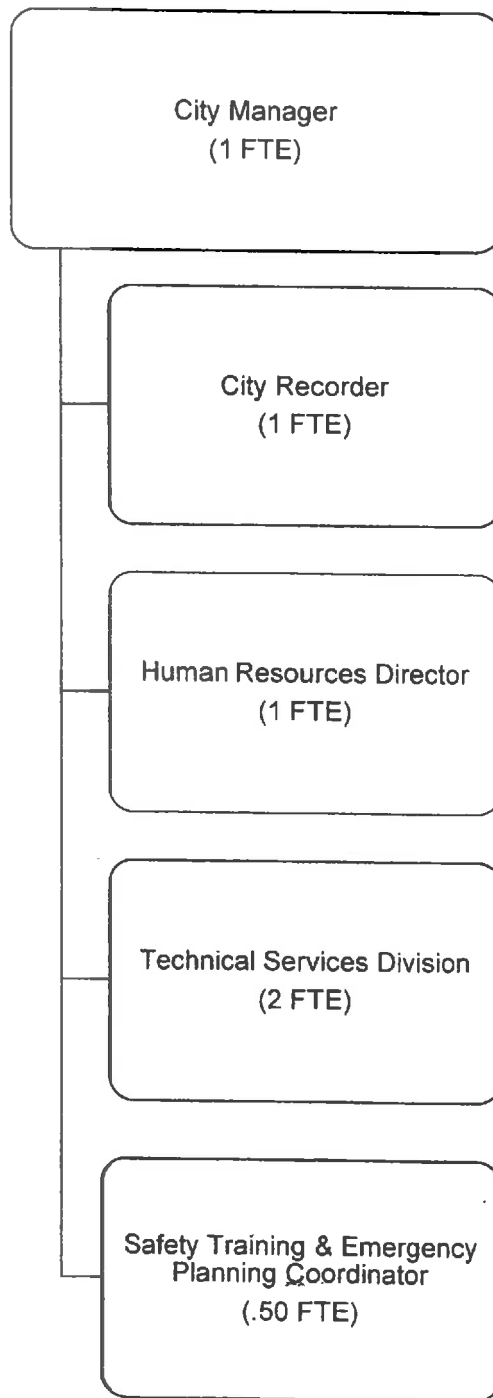 City Manager
(1 FTE)
City Recorder
(1 FTE)
Human Resources Director
(1 FTE)
Technical Services Division
(2 FTE)
Safety Training & Emergency
Planning Coordinator
(.50 FTE)